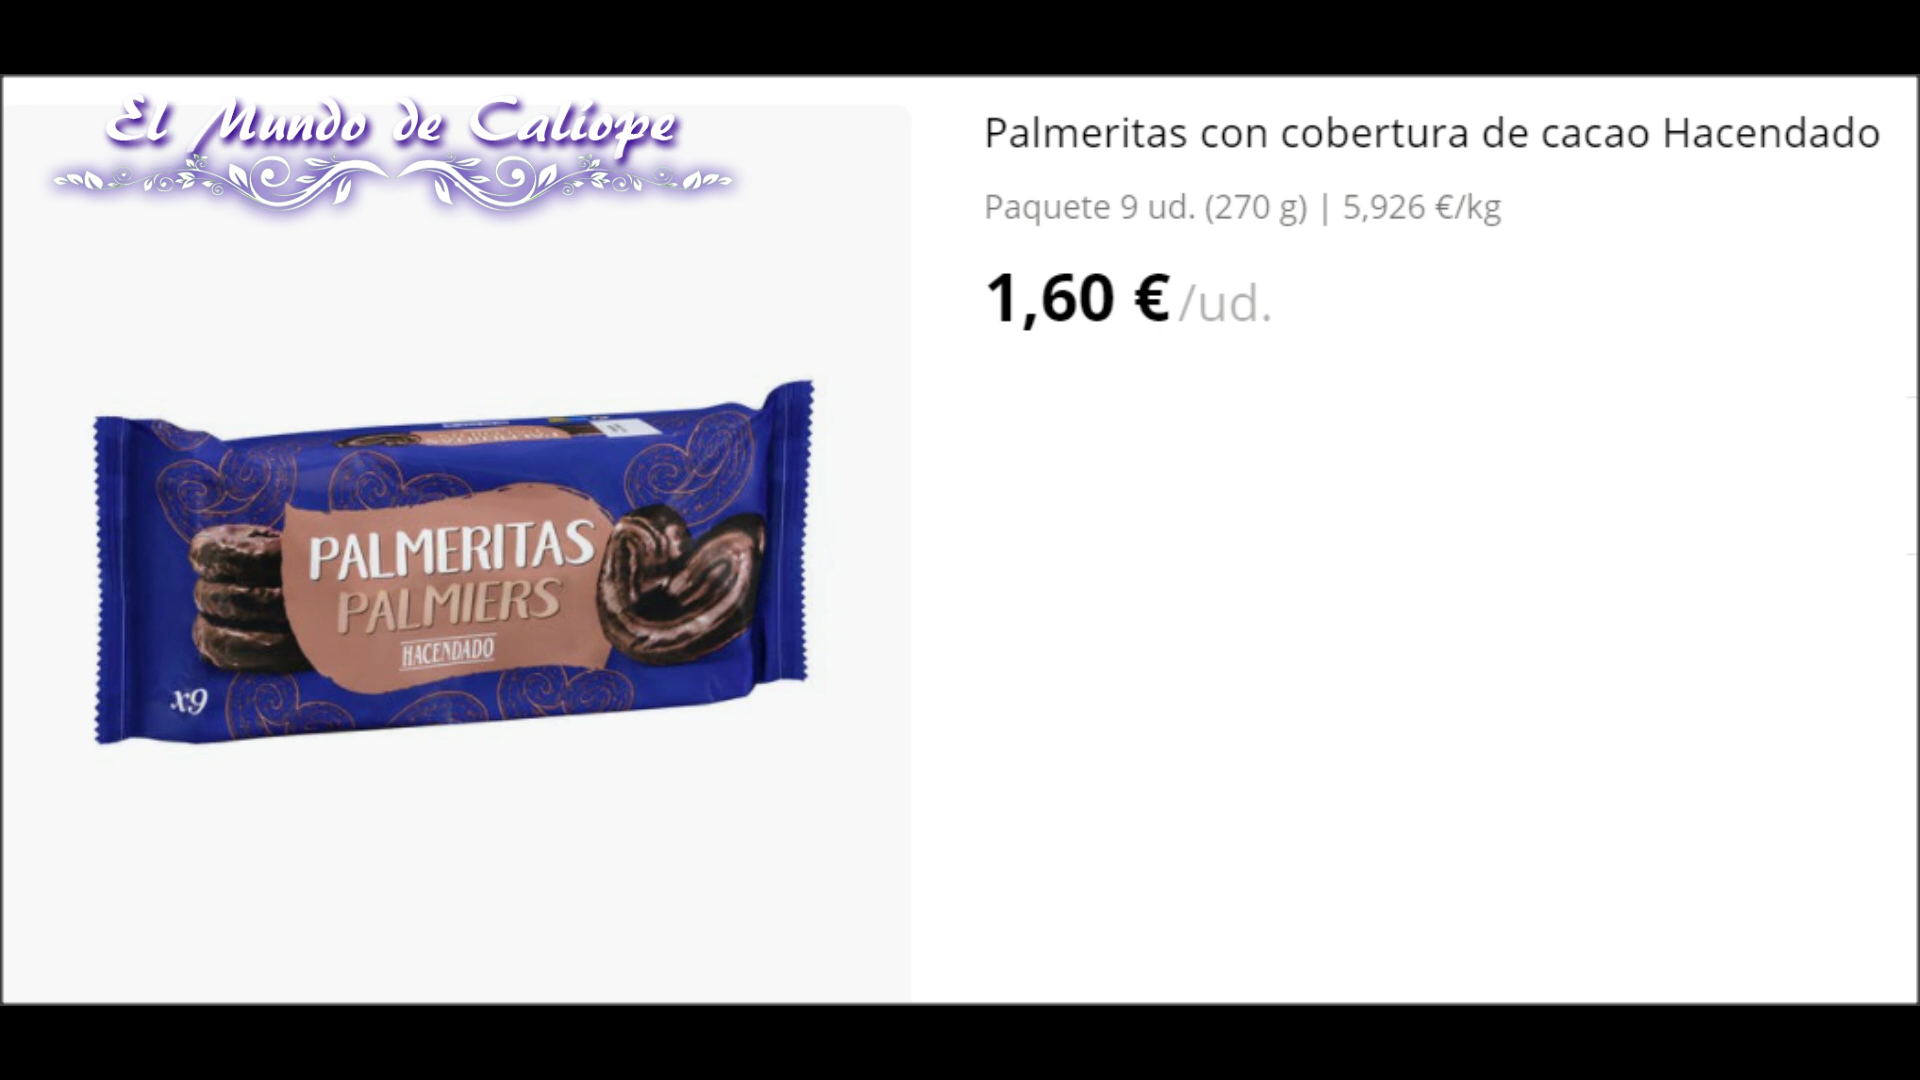 El Mundo de Calíope
Palmeritas con cobertura de cacao Hacendado
Paquete 9 ud. (270 g) | 5,926 €/kg
1,60 €/ud.
PALMERITAS
PALMIERS
HACENDADO
x9